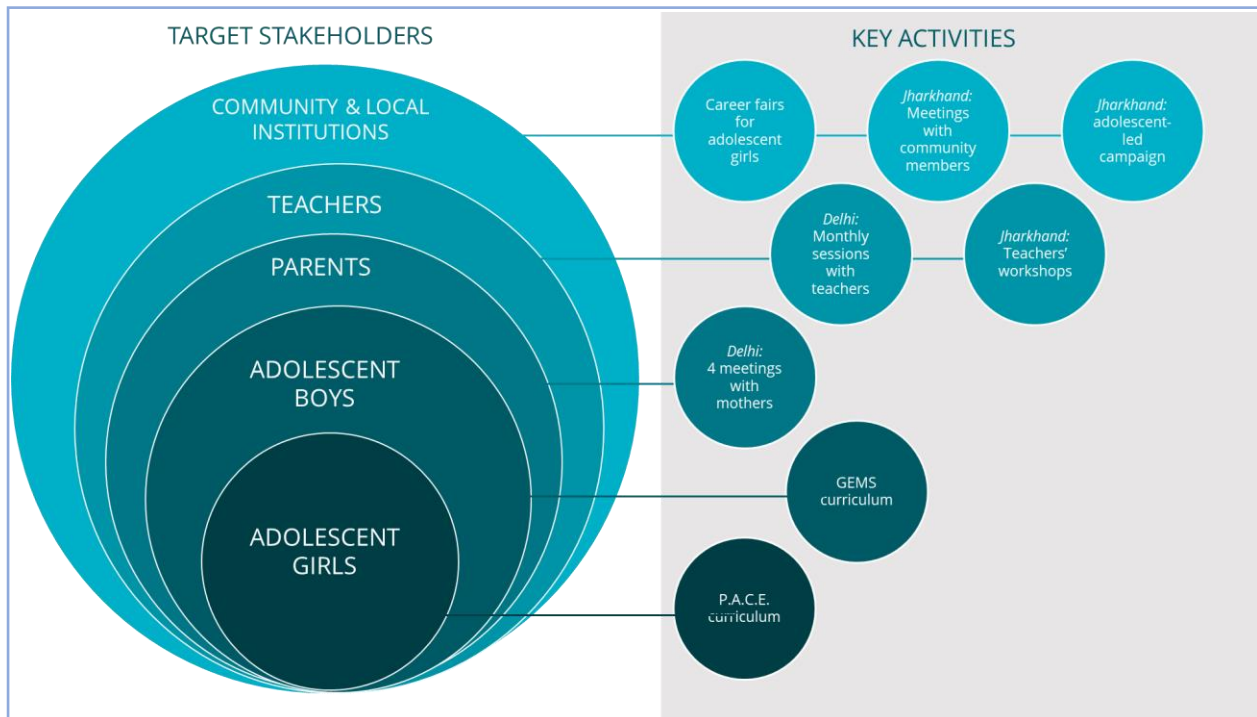 TARGET STAKEHOLDERS
COMMUNITY & LOCAL
INSTITUTIONS
TEACHERS
PARENTS
ADOLESCENT
BOYS
ADOLESCENT
GIRLS
KEY ACTIVITIES
Career fairs
for
adolescent
girls
Jharkhand:
Meetings
with
community
members
Jharkhand:
adolescent-
led
campaign
Delhi:
Monthly
sessions
with
teachers
Jharkhand:
Teachers’
workshops
Delhi:
4 meetings
with
mothers
GEMS
curriculum
P.A.C.E.
curriculum